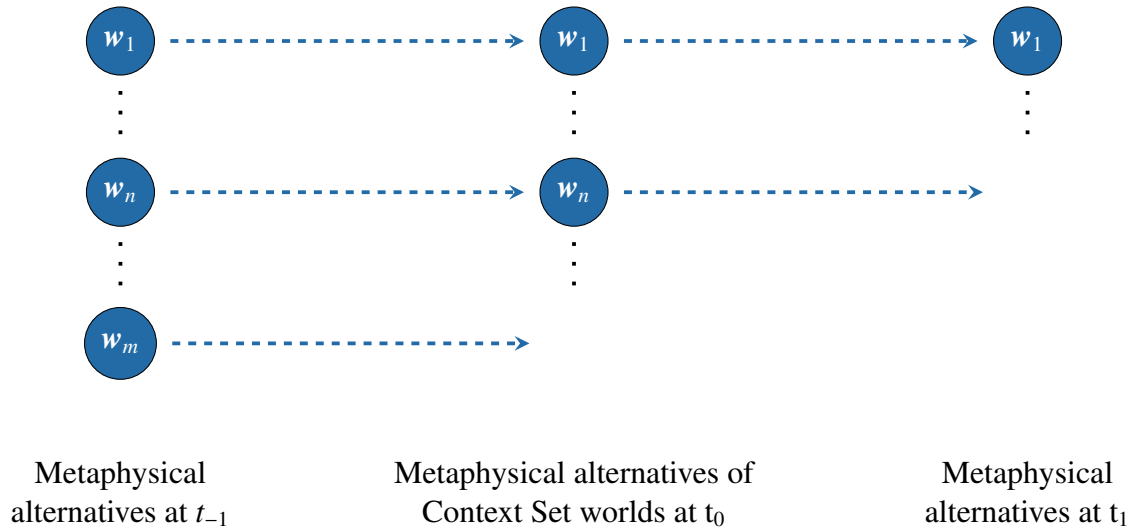 w₁ w₁ w₁
wₙ wₙ
wₘ
Metaphysical Metaphysical alternatives of Metaphysical
alternatives at t₋₁ Context Set worlds at t₀ alternatives at t₁